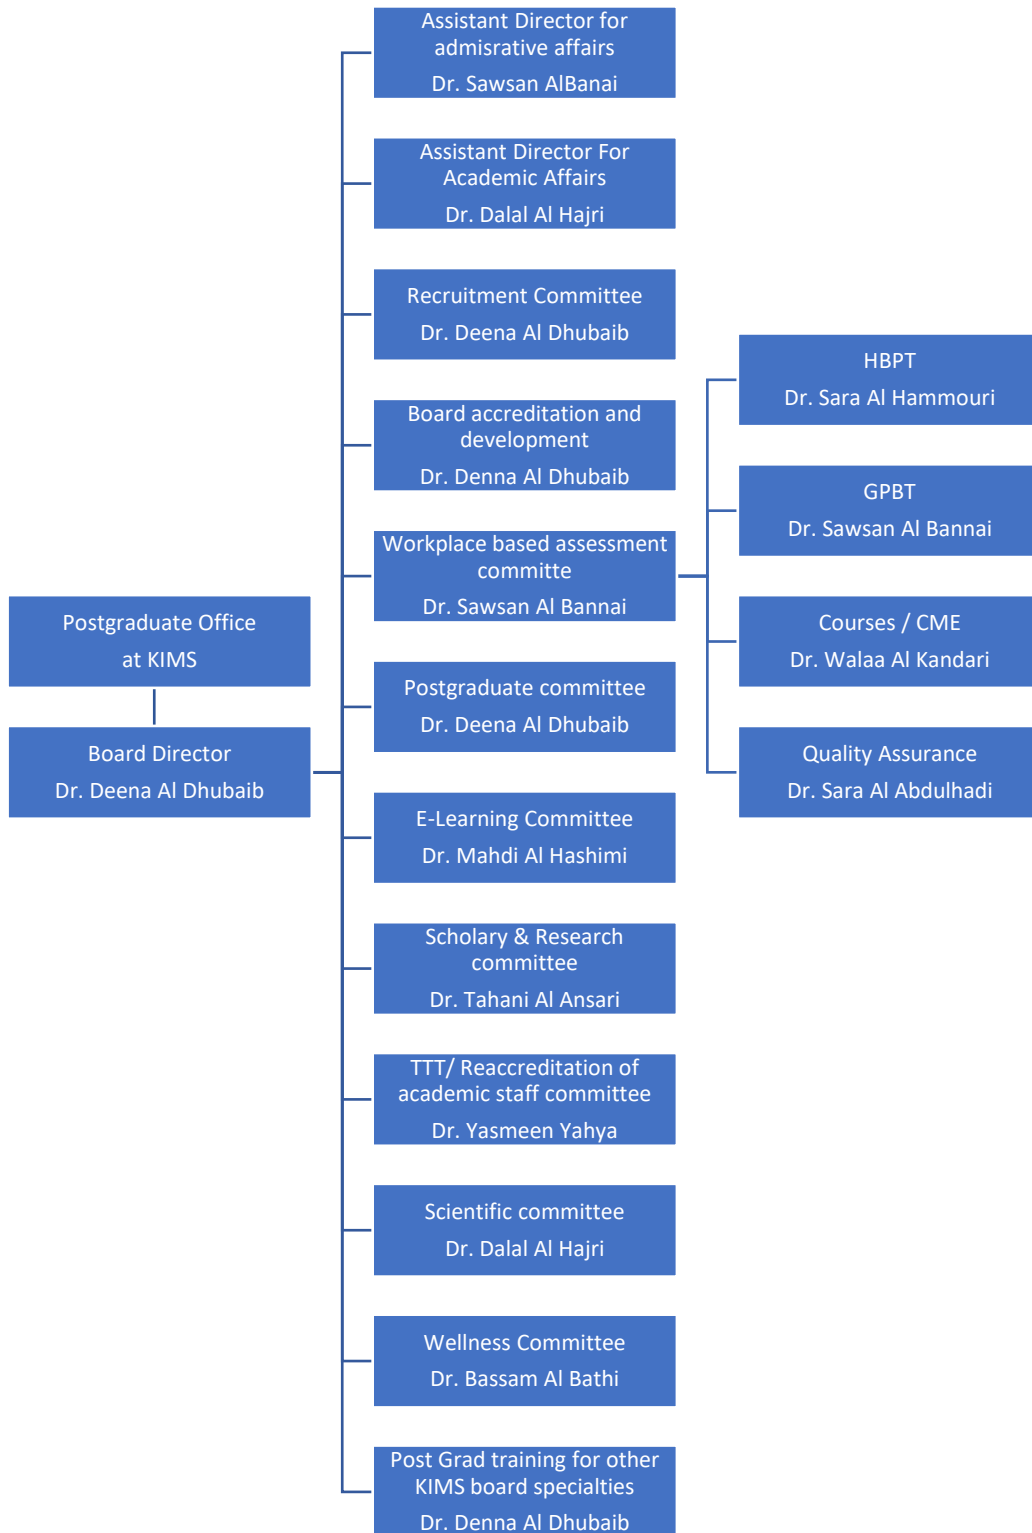 Postgraduate Office
at KIMS
Board Director
Dr. Deena Al Dhubaib
Assistant Director for
admisrative affairs
Dr. Sawsan AlBanai
Assistant Director For
Academic Affairs
Dr. Dalal Al Hajri
Recruitment Committee
Dr. Deena Al Dhubaib
Board accreditation and
development
Dr. Denna Al Dhubaib
Workplace based assessment
committe
Dr. Sawsan Al Bannai
HBPT
Dr. Sara Al Hammouri
GPBT
Dr. Sawsan Al Bannai
Courses / CME
Dr. Walaa Al Kandari
Quality Assurance
Dr. Sara Al Abdulhadi
Postgraduate committee
Dr. Deena Al Dhubaib
E-Learning Committee
Dr. Mahdi Al Hashimi
Scholary & Research
committee
Dr. Tahani Al Ansari
TTT/ Reaccreditation of
academic staff committee
Dr. Yasmeen Yahya
Scientific committee
Dr. Dalal Al Hajri
Wellness Committee
Dr. Bassam Al Bathi
Post Grad training for other
KIMS board specialties
Dr. Denna Al Dhubaib